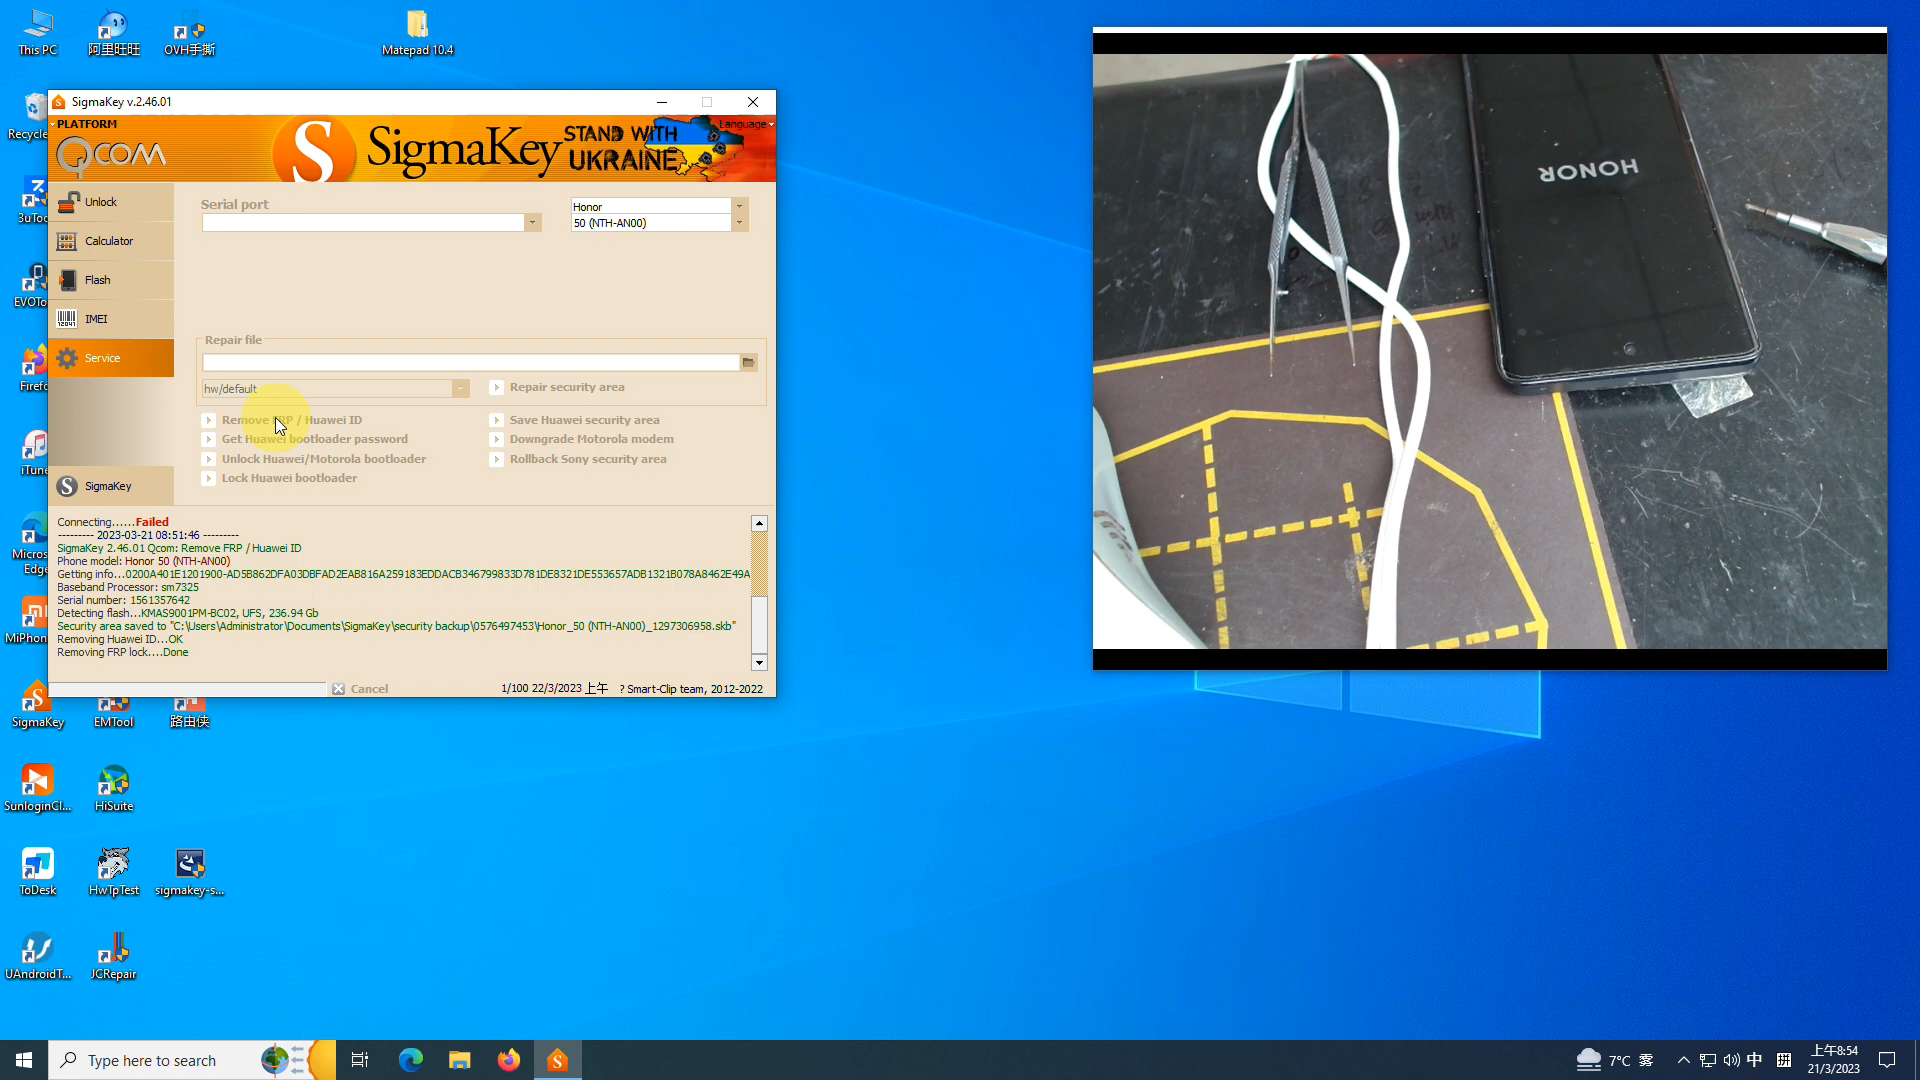 This PC
阿里旺旺
OVH手撕
Matepad 10.4
Recycle
3uToo
EVOTo
Firefo
iTune
Micros
Edge
MiPhon
SigmaKey
EMTool
路由侠
SunloginCl...
HiSuite
ToDesk
HwTpTest
sigmakey-s...
UAndroidT...
JCRepair
SigmaKey v.2.46.01
PLATFORM
Language
QCOM
S
SigmaKey
STAND WITH
UKRAINE
Unlock
Calculator
Flash
IMEI
Service
SigmaKey
Serial port
Honor
50 (NTH-AN00)
Repair file
hw/default
Repair security area
Remove FRP / Huawei ID
Save Huawei security area
Get Huawei bootloader password
Downgrade Motorola modem
Unlock Huawei/Motorola bootloader
Rollback Sony security area
Lock Huawei bootloader
Connecting......Failed
--------- 2023-03-21 08:51:46 ---------
SigmaKey 2.46.01 Qcom: Remove FRP / Huawei ID
Phone model: Honor 50 (NTH-AN00)
Getting info...0200A401E1201900-AD5B862DFA03DBFAD2EAB816A259183EDDACB346799833D781DE8321DE553657ADB1321B078A8462E49A
Baseband Processor: sm7325
Serial number: 1561357642
Detecting flash...KMAS9001PM-BC02, UFS, 236.94 Gb
Security area saved to "C:\Users\Administrator\Documents\SigmaKey\security backup\0576497453\Honor_50 (NTH-AN00)_1297306958.skb"
Removing Huawei ID...OK
Removing FRP lock....Done
Cancel
1/100 22/3/2023 上午
? Smart-Clip team, 2012-2022
HONOR
Type here to search
7°C 雾
中
拼
上午8:54
21/3/2023